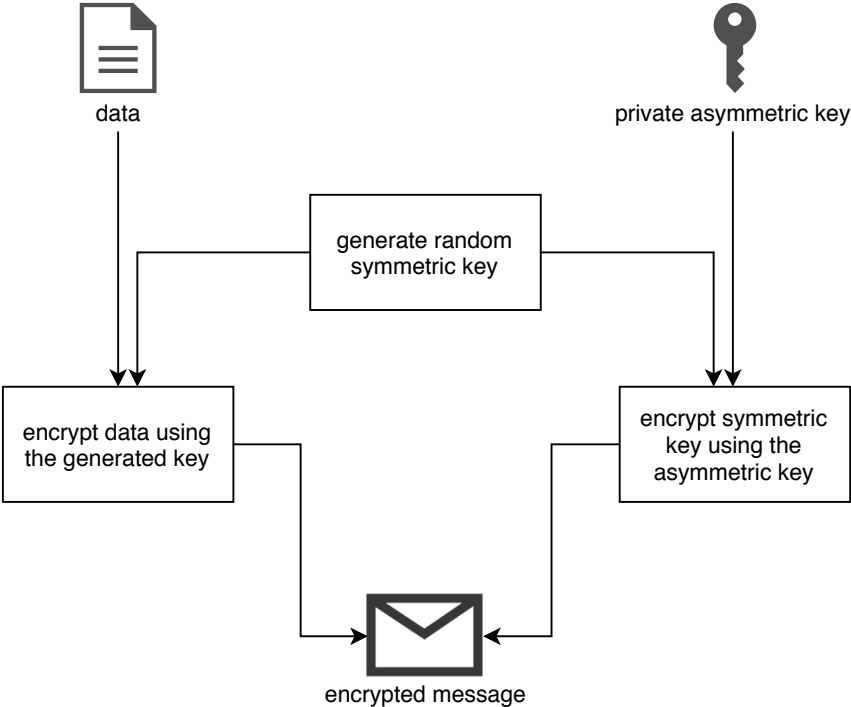 data
private asymmetric key
generate random
symmetric key
encrypt data using
the generated key
encrypt symmetric
key using the
asymmetric key
encrypted message